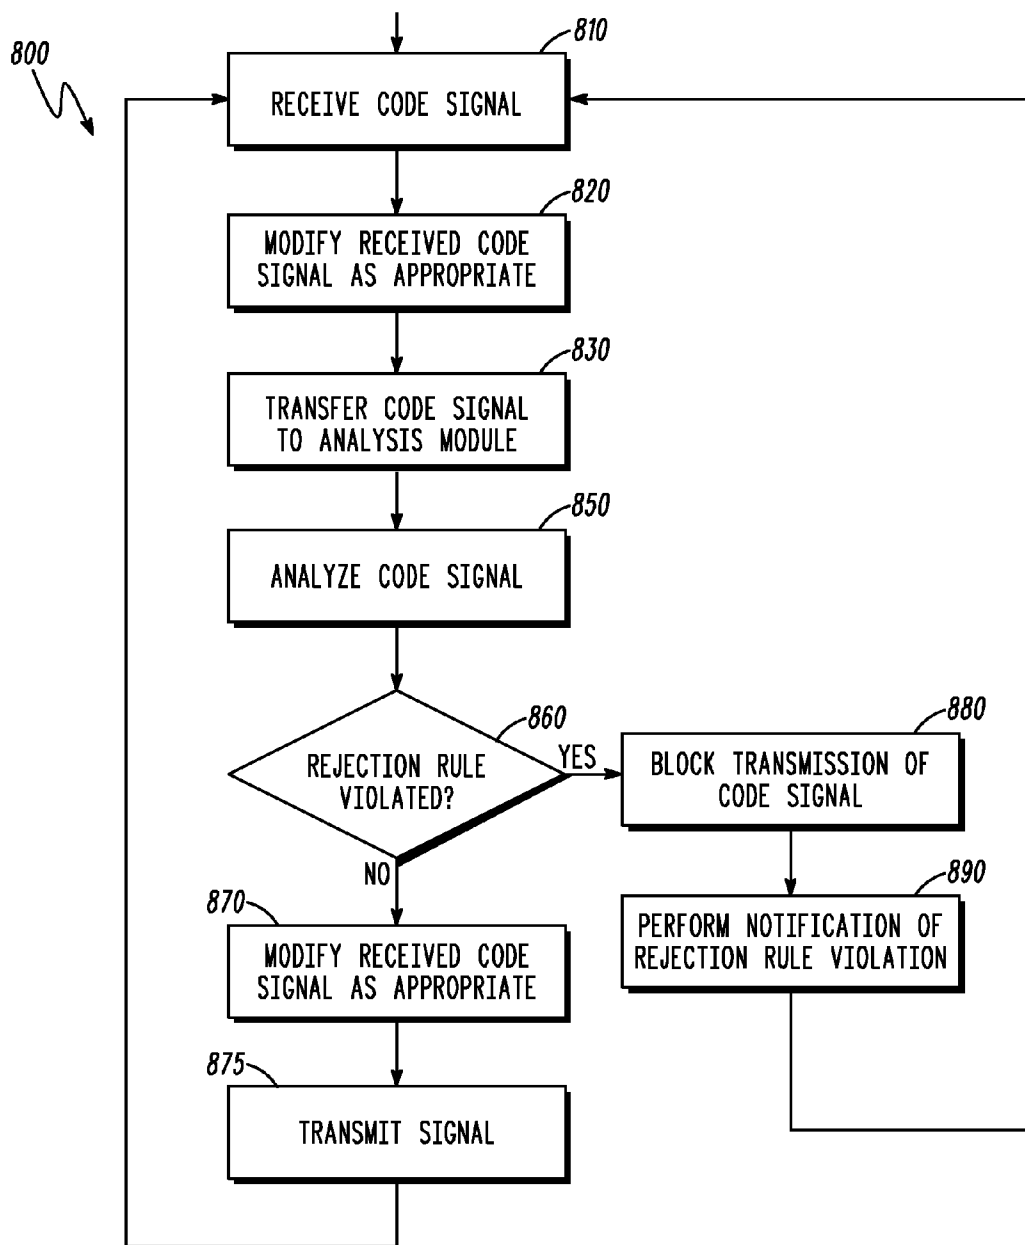 800
810
RECEIVE CODE SIGNAL
820
MODIFY RECEIVED CODE
SIGNAL AS APPROPRIATE
830
TRANSFER CODE SIGNAL
TO ANALYSIS MODULE
850
ANALYZE CODE SIGNAL
860
REJECTION RULE
VIOLATED?
YES
880
BLOCK TRANSMISSION OF
CODE SIGNAL
NO
890
PERFORM NOTIFICATION OF
REJECTION RULE VIOLATION
870
MODIFY RECEIVED CODE
SIGNAL AS APPROPRIATE
875
TRANSMIT SIGNAL